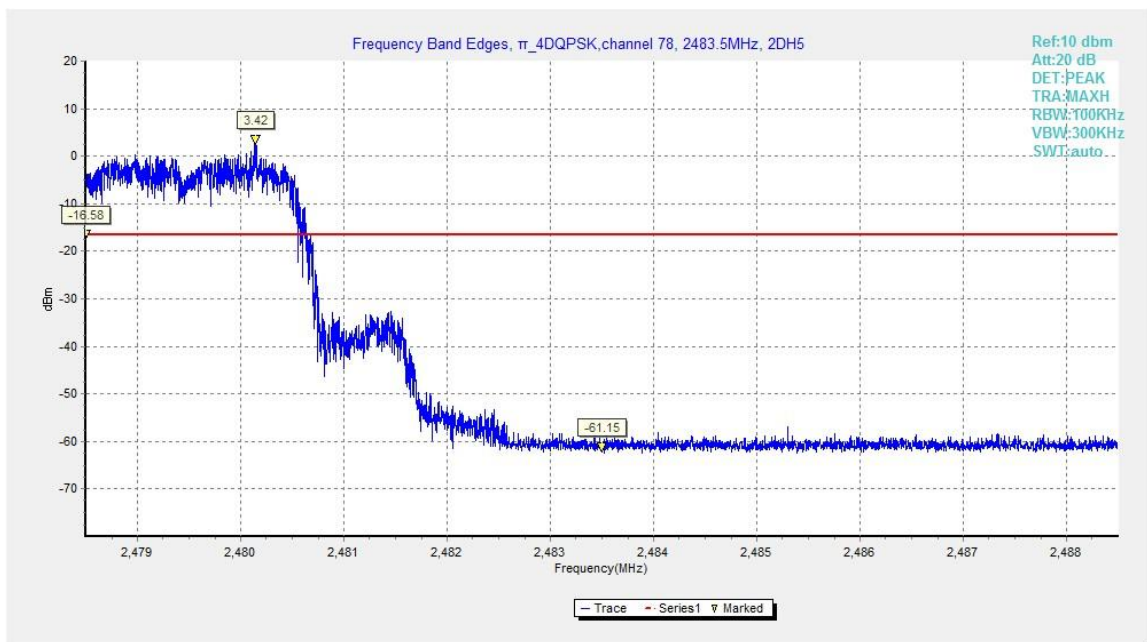 Frequency Band Edges, π_4DQPSK,channel 78, 2483.5MHz, 2DH5
Ref:10 dbm
Att:20 dB
DET:PEAK
TRA:MAXH
RBW:100KHz
VBW:300KHz
SWT:auto
20
10
0
-10
-20
-30
-40
-50
-60
-70
dBm
3.42
-16.58
-61.15
2,479 2,480 2,481 2,482 2,483 2,484 2,485 2,486 2,487 2,488
Frequency(MHz)
Trace Series1 Marked